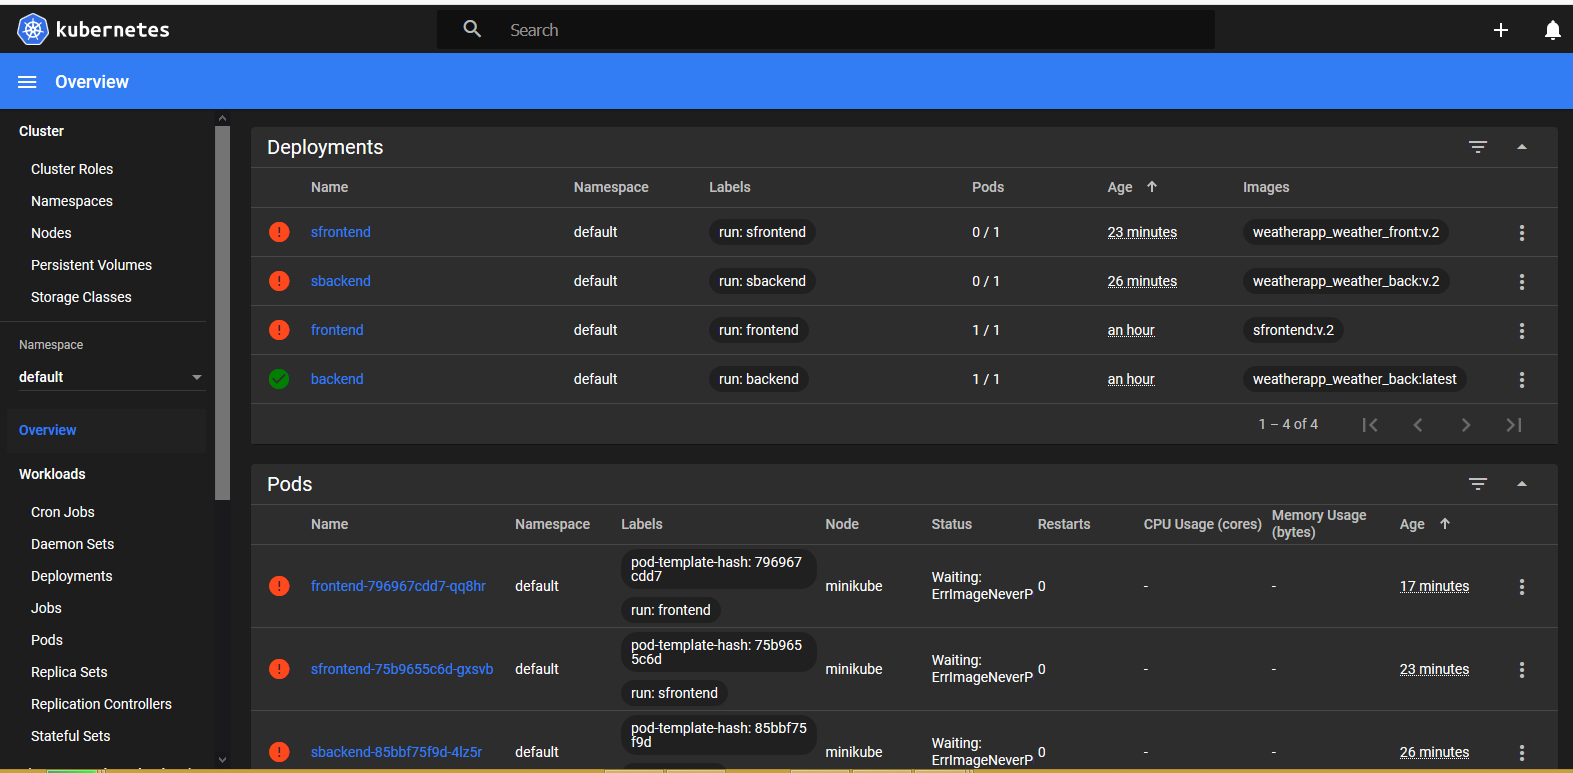 kubernetes
Search
Overview
Cluster
Cluster Roles
Namespaces
Nodes
Persistent Volumes
Storage Classes
Namespace
default
Overview
Workloads
Cron Jobs
Daemon Sets
Deployments
Jobs
Pods
Replica Sets
Replication Controllers
Stateful Sets
Deployments
Name Namespace Labels Pods Age Images
sfrontend default run: sfrontend 0 / 1 23 minutes weatherapp_weather_front:v.2
sbackend default run: sbackend 0 / 1 26 minutes weatherapp_weather_back:v.2
frontend default run: frontend 1 / 1 an hour sfrontend:v.2
backend default run: backend 1 / 1 an hour weatherapp_weather_back:latest
1 – 4 of 4
Pods
Name Namespace Labels Node Status Restarts CPU Usage (cores) Memory Usage
(bytes) Age
pod-template-hash: 796967
cdd7
frontend-796967cdd7-qq8hr default minikube Waiting:
ErrImageNeverP 0 - - 17 minutes
run: frontend
pod-template-hash: 75b965
5c6d
sfrontend-75b9655c6d-gxsvb default minikube Waiting:
ErrImageNeverP 0 - - 23 minutes
run: sfrontend
pod-template-hash: 85bbf75
f9d
sbackend-85bbf75f9d-4lz5r default minikube Waiting:
ErrImageNeverP 0 - - 26 minutes